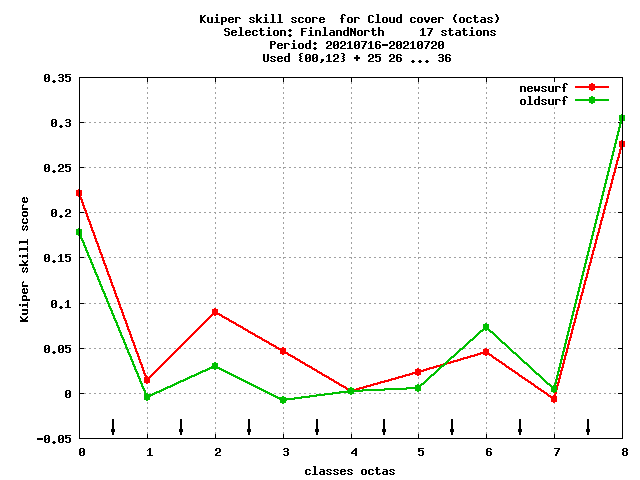 Kuiper skill score  for Cloud cover (octas)
Selection: FinlandNorth     17 stations
Period: 20210716-20210720
Used {00,12} + 25 26 ... 36
newsurf
oldsurf
0.35
0.3
0.25
0.2
0.15
0.1
0.05
0
-0.05
Kuiper skill score
0 1 2 3 4 5 6 7 8
classes octas